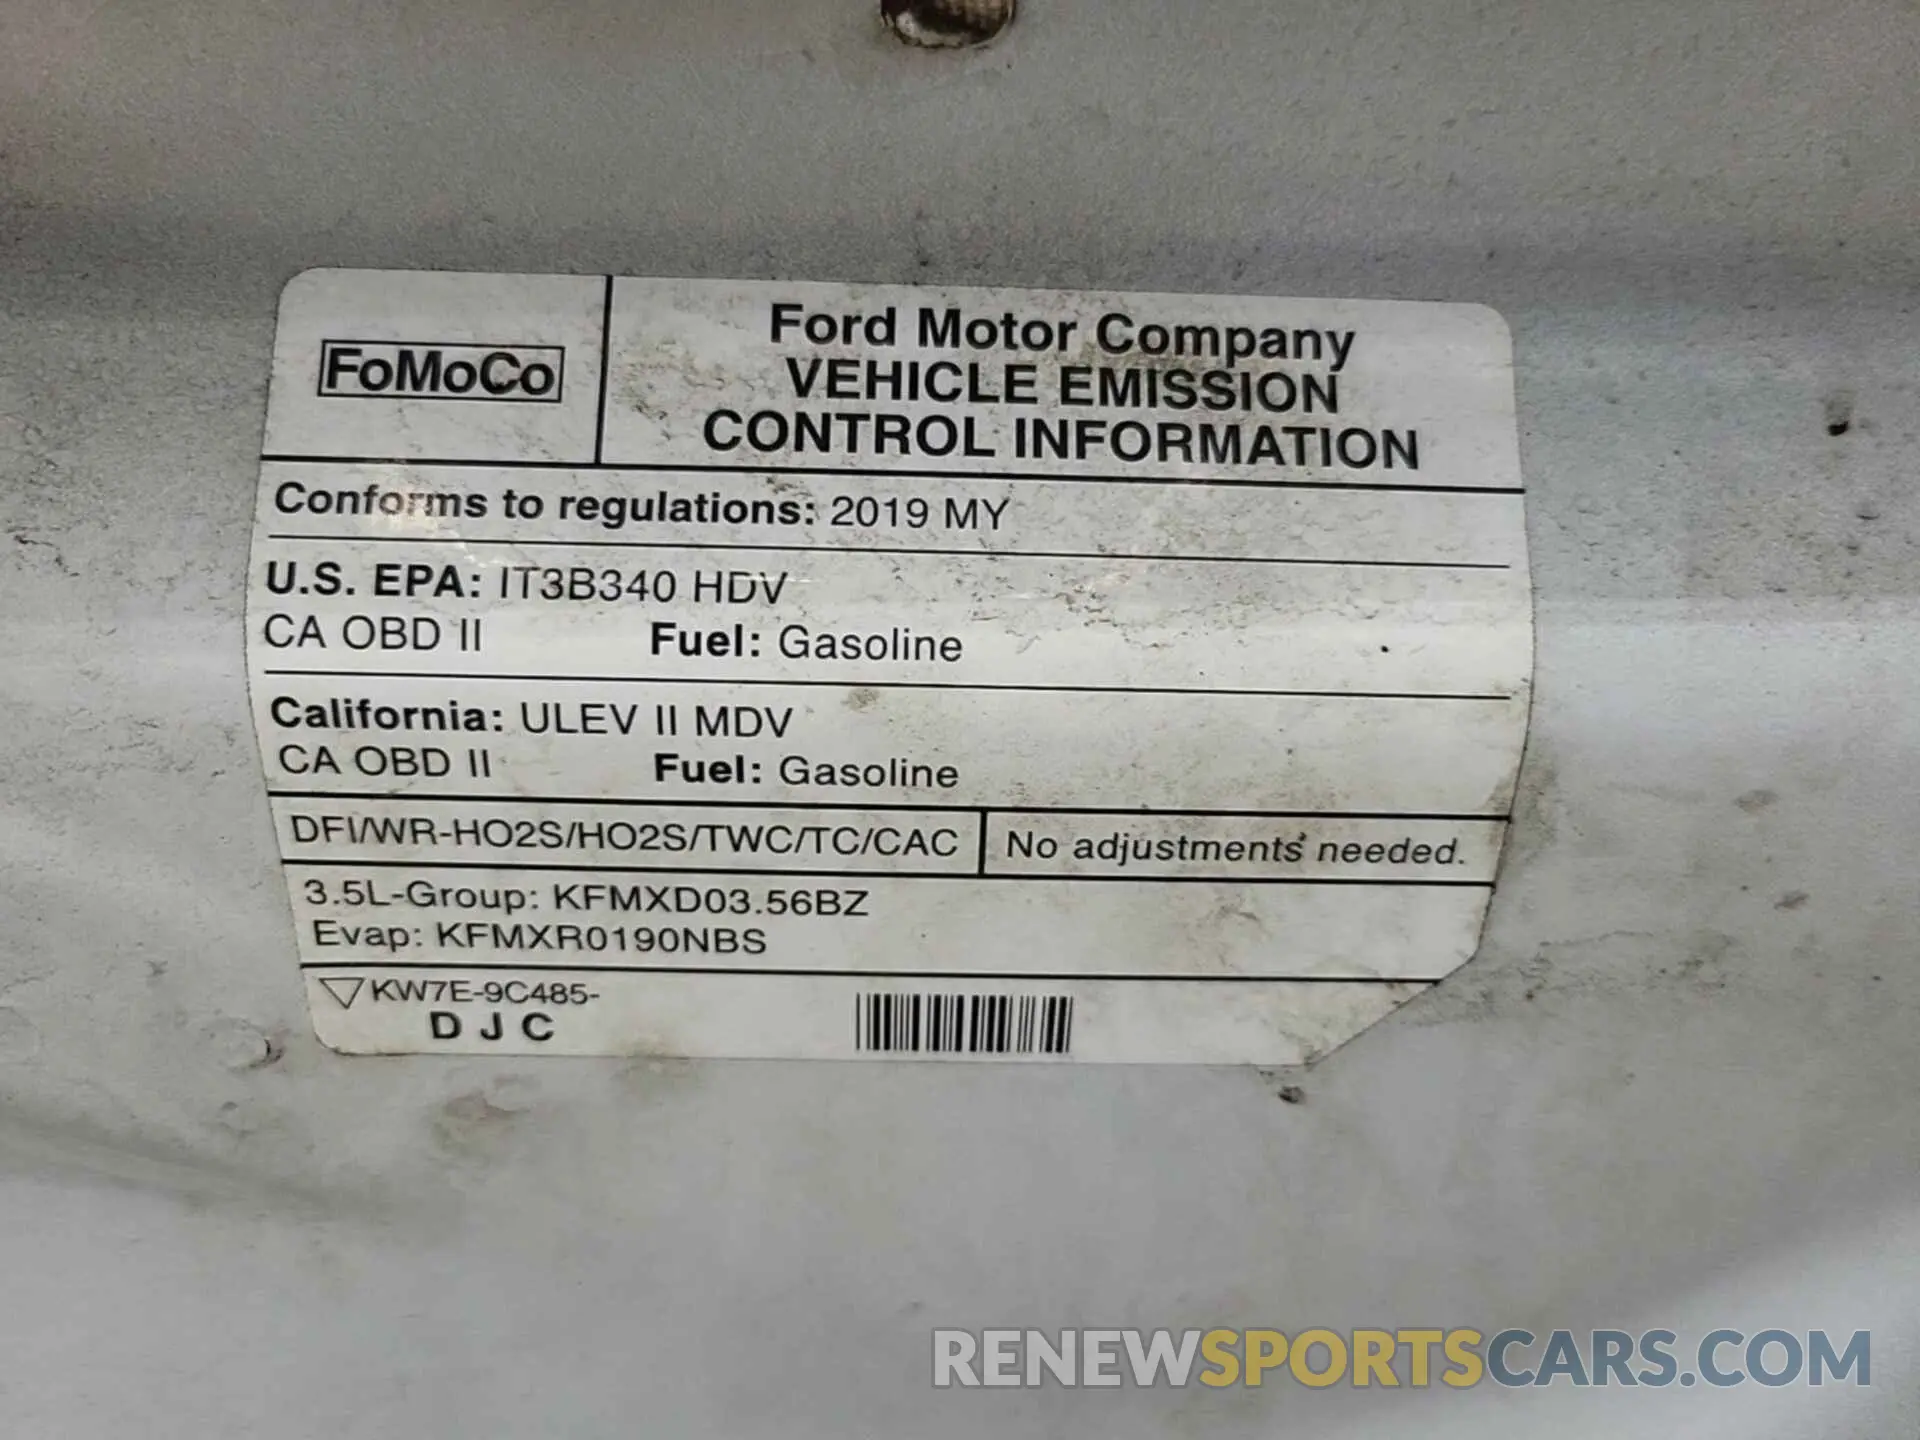 FoMoCo
Ford Motor Company
VEHICLE EMISSION
CONTROL INFORMATION
Conforms to regulations: 2019 MY
U.S. EPA: IT3B340 HDV
CA OBD II Fuel: Gasoline
California: ULEV II MDV
CA OBD II Fuel: Gasoline
DFI/WR-HO2S/HO2S/TWC/TC/CAC No adjustments needed.
3.5L-Group: KFMXD03.56BZ
Evap: KFMXR0190NBS
KW7E-9C485-
D J C
RENEWSPORTSCARS.COM